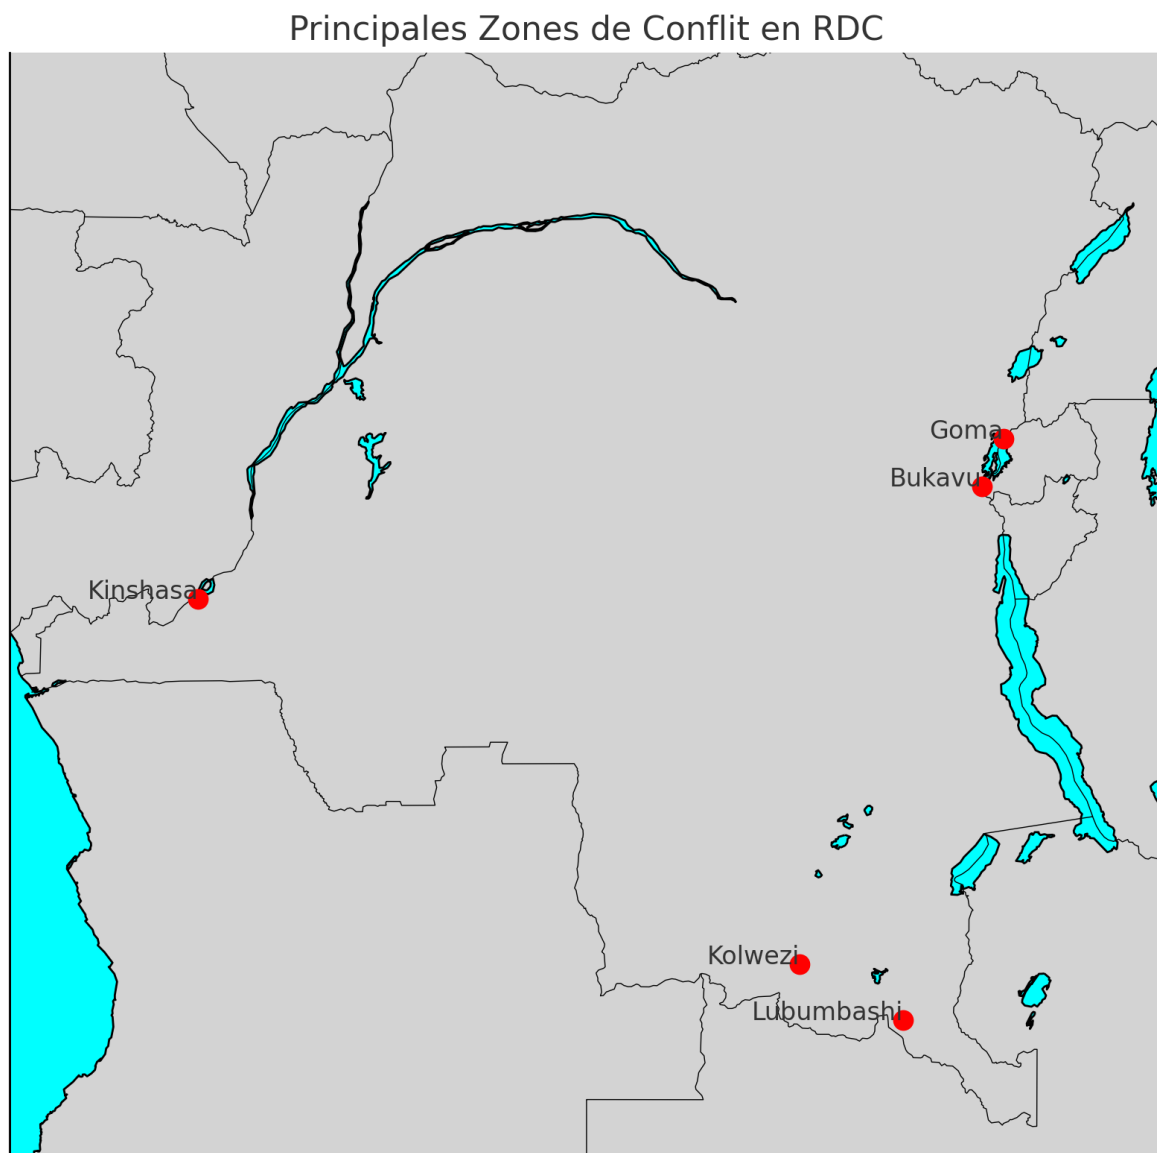 Principales Zones de Conflit en RDC
Goma
Bukavu
Kinshasa
Kolwezi
Lubumbashi